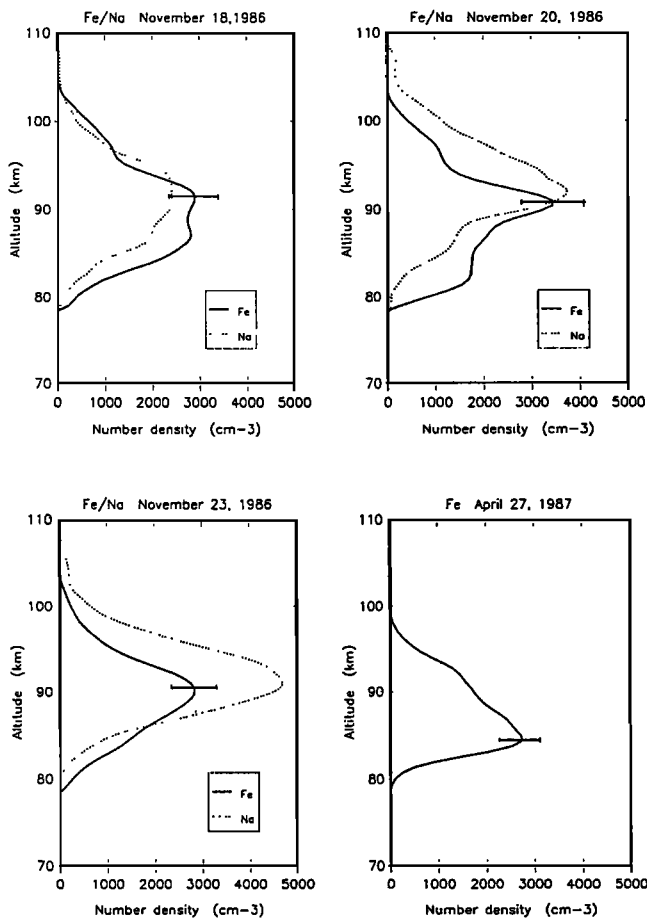 Fe/Na November 18,1986
110
100
90
80
70
Altitude (km)
Fe
Na
0 1000 2000 3000 4000 5000
Number density (cm-3)
Fe/Na November 20, 1986
110
100
90
80
70
Altitude (km)
Fe
Na
0 1000 2000 3000 4000 5000
Number density (cm-3)
Fe/Na November 23, 1986
110
100
90
80
70
Altitude (km)
Fe
Na
0 1000 2000 3000 4000 5000
Number density (cm-3)
Fe April 27, 1987
110
100
90
80
70
Altitude (km)
0 1000 2000 3000 4000 5000
Number density (cm-3)